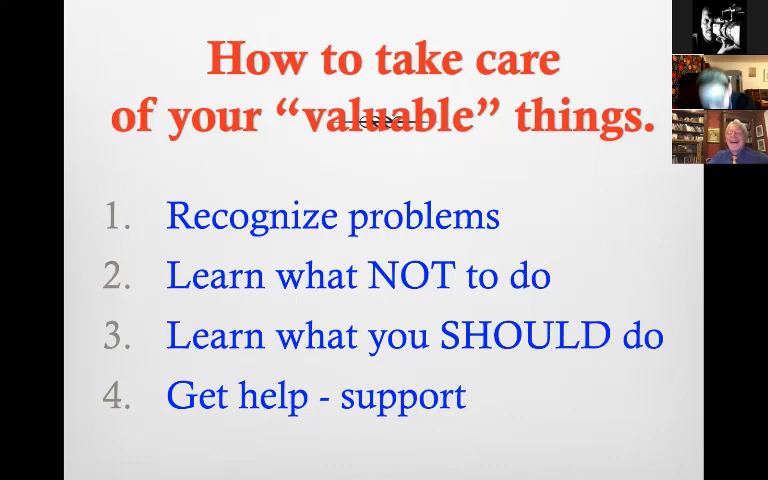 How to take care
of your “valuable” things.
1. Recognize problems
2. Learn what NOT to do
3. Learn what you SHOULD do
4. Get help - support